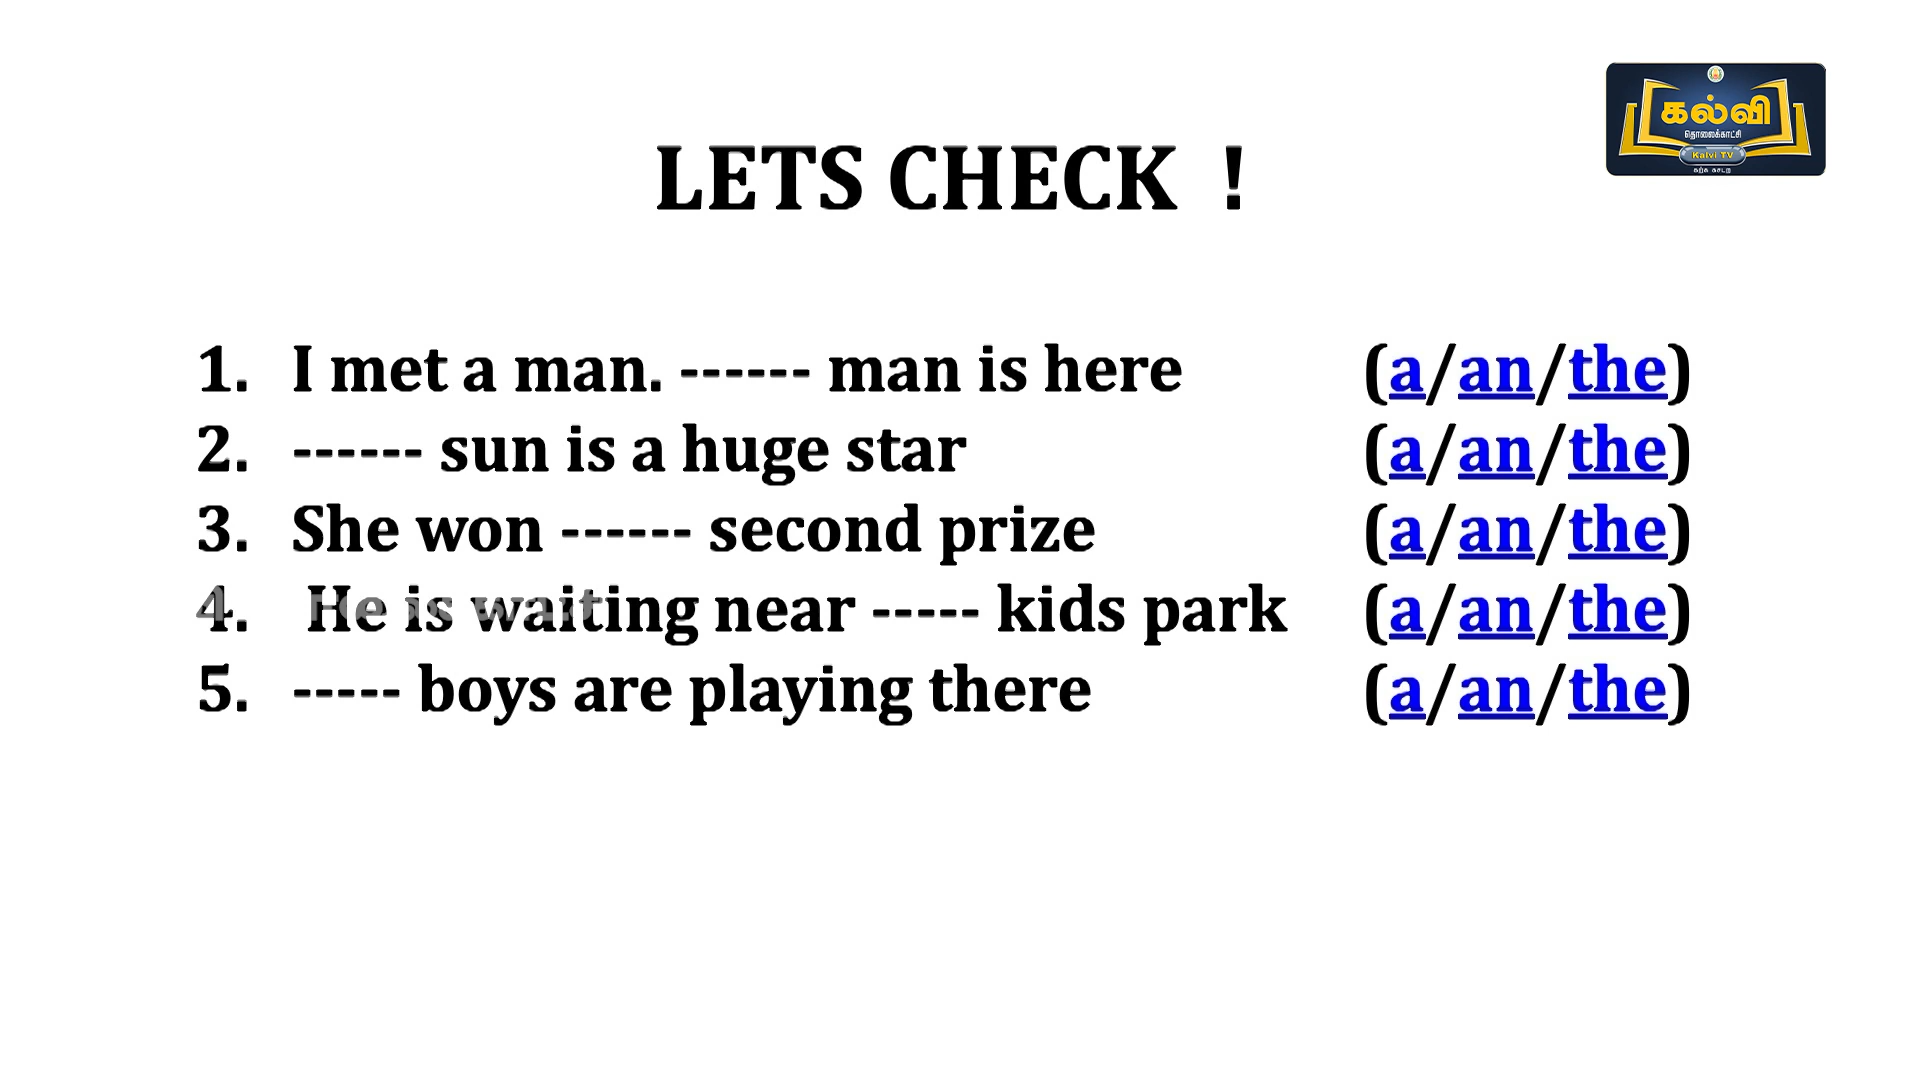 கல்வி
தொலைக்காட்சி
Kalvi TV
கற்க கசடற
LETS CHECK !
1. I met a man. ------ man is here (a/an/the)
2. ------ sun is a huge star (a/an/the)
3. She won ------ second prize (a/an/the)
4. He is waiting near ----- kids park (a/an/the)
5. ----- boys are playing there (a/an/the)